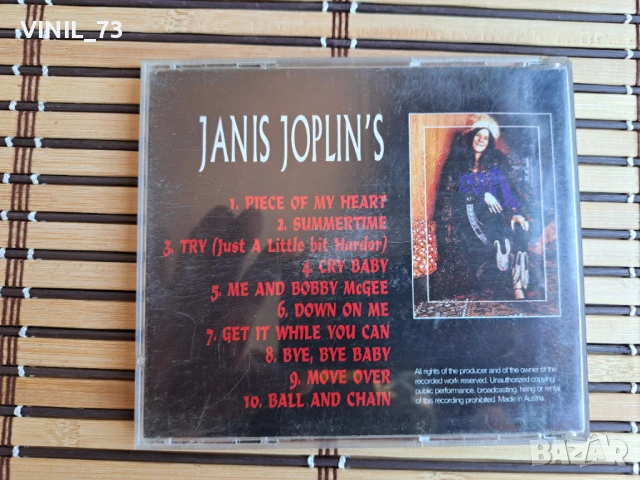 VINIL_73
JANIS JOPLIN'S
1. PIECE OF MY HEART
2. SUMMERTIME
3. TRY (Just A Little bit Hardor)
4. CRY BABY
5. ME AND BOBBY McGEE
6. DOWN ON ME
7. GET IT WHILE YOU CAN
8. BYE, BYE BABY
9. MOVE OVER
10. BALL AND CHAIN
All rights of the producer and of the owner of the
recorded work reserved. Unauthorized copying
public performance, broadcasting, hiring or rental
of this recording prohibited. Made in Austria.
BAZAR
bazar.bg